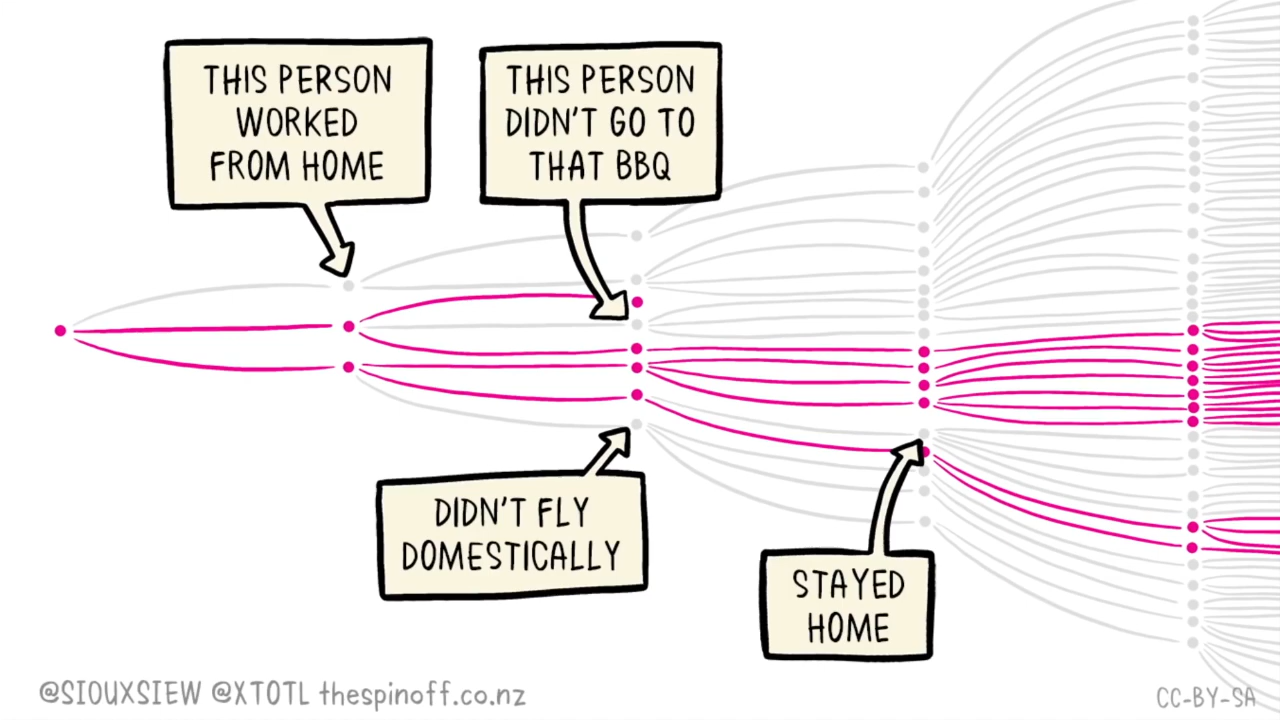 THIS PERSON
WORKED
FROM HOME
THIS PERSON
DIDN'T GO TO
THAT BBQ
DIDN'T FLY
DOMESTICALLY
STAYED
HOME
@SIOUXSIEW @XTOTL thespinoff.co.nz
CC-BY-SA